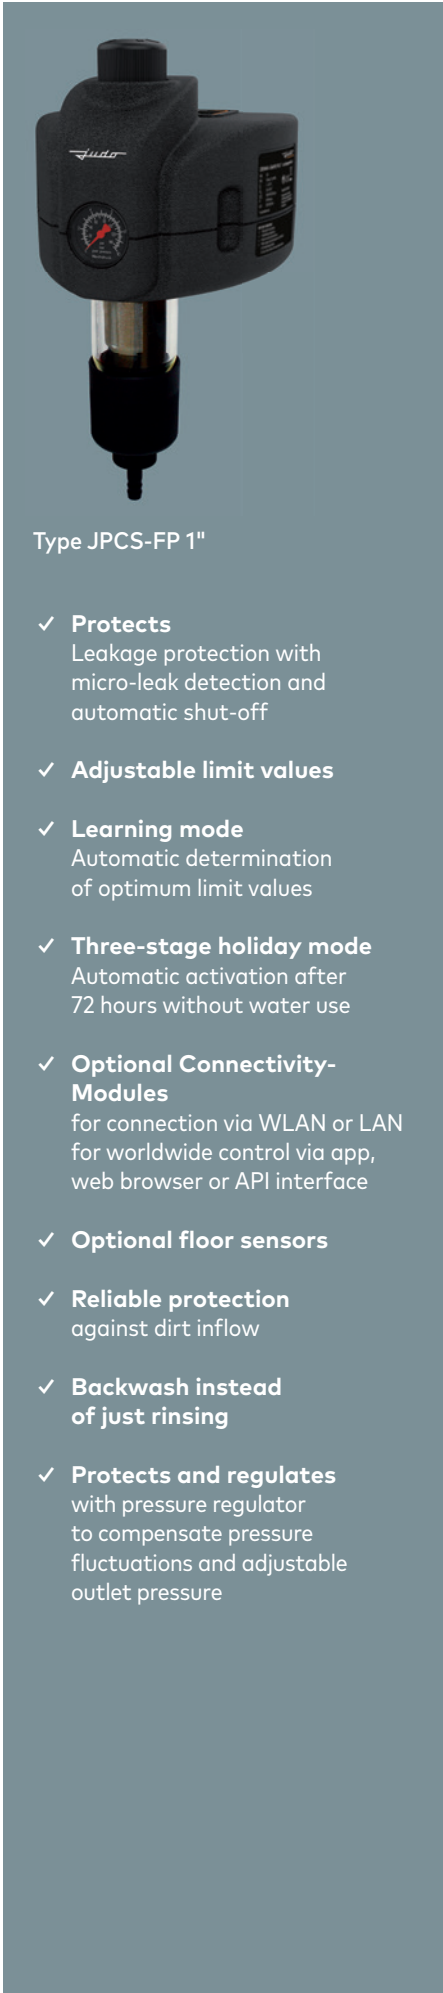 judo
Type JPCS-FP 1"
Protects
Leakage protection with
micro-leak detection and
automatic shut-off
Adjustable limit values
Learning mode
Automatic determination
of optimum limit values
Three-stage holiday mode
Automatic activation after
72 hours without water use
Optional Connectivity-
Modules
for connection via WLAN or LAN
for worldwide control via app,
web browser or API interface
Optional floor sensors
Reliable protection
against dirt inflow
Backwash instead
of just rinsing
Protects and regulates
with pressure regulator
to compensate pressure
fluctuations and adjustable
outlet pressure